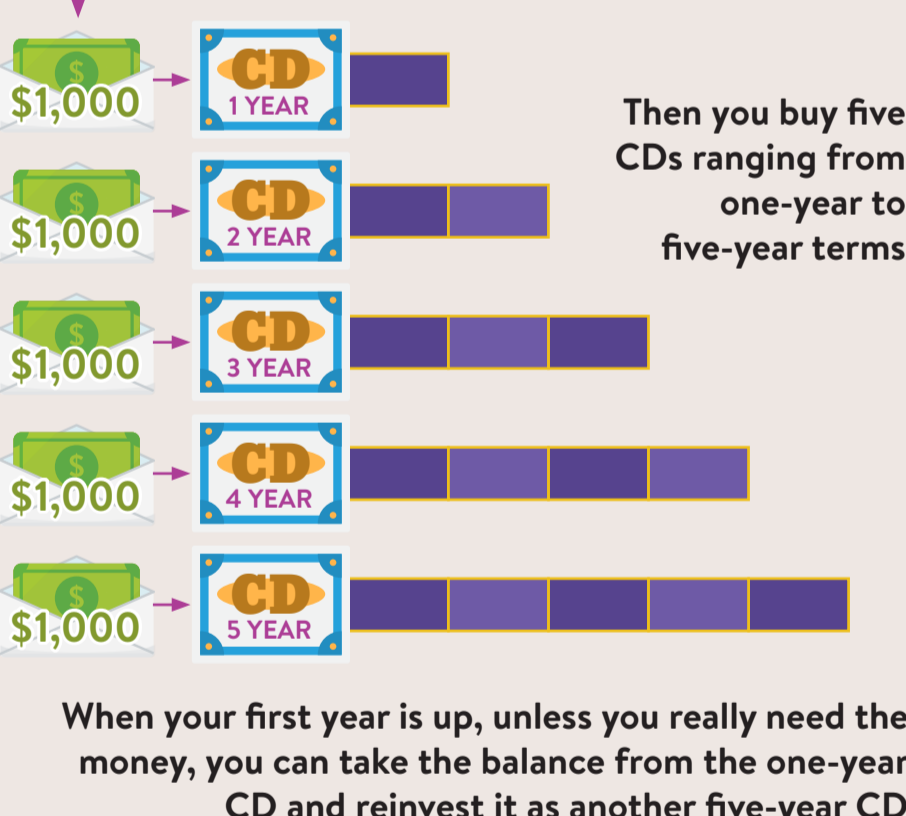 $
$1,000
CD
1 YEAR
Then you buy five
CDs ranging from
one-year to
five-year terms
$
$1,000
CD
2 YEAR
$
$1,000
CD
3 YEAR
$
$1,000
CD
4 YEAR
$
$1,000
CD
5 YEAR
When your first year is up, unless you really need the
money, you can take the balance from the one-year
CD and reinvest it as another five-year CD